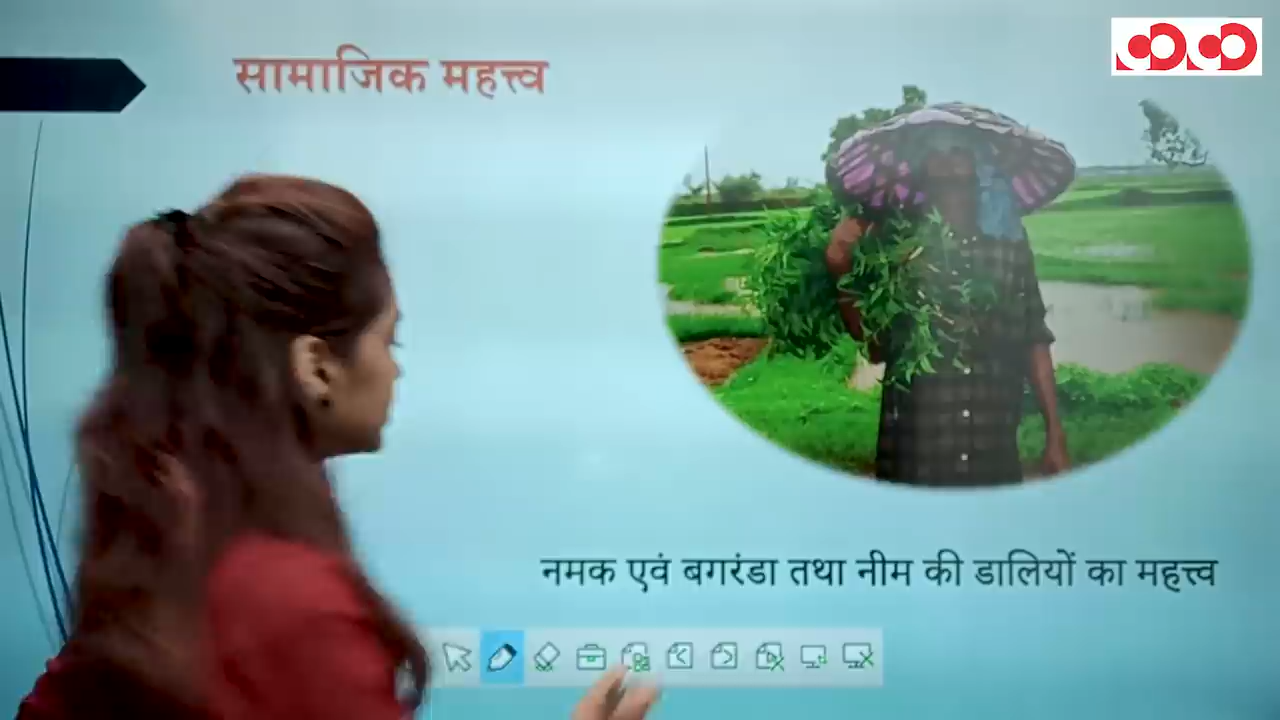 सामाजिक महत्त्व
नमक एवं बगरंडा तथा नीम की डालियों का महत्त्व